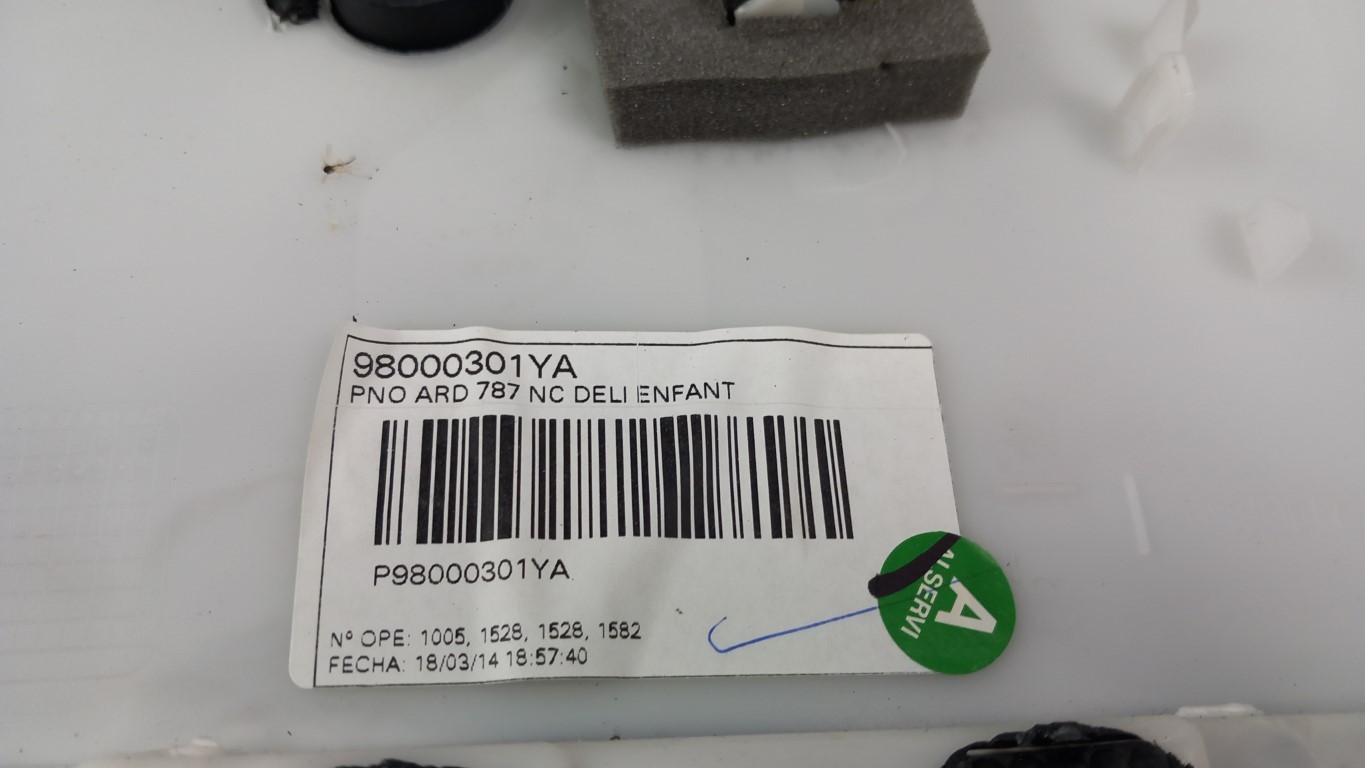 98000301YA
PNO ARD 787 NC DELI ENFANT
P98000301YA
Nº OPE: 1005, 1528, 1528, 1582
FECHA: 18/03/14 18:57:40
A